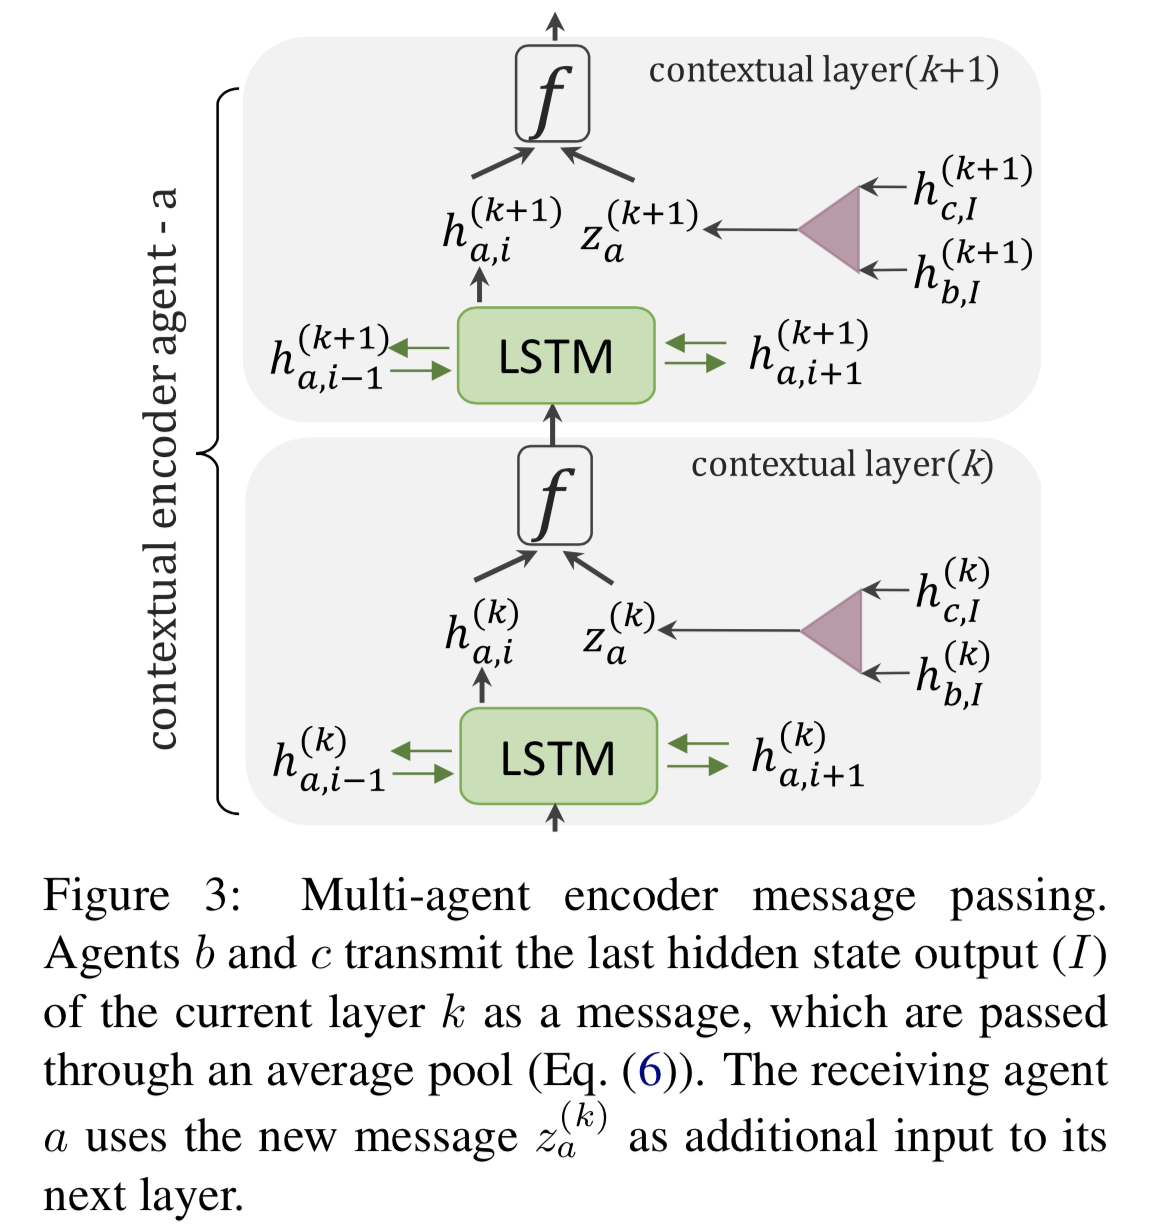 contextual encoder agent - a
contextual layer(k+1)
f
h_{a,i}^{(k+1)} z_a^{(k+1)}
h_{c,I}^{(k+1)}
h_{b,I}^{(k+1)}
h_{a,i−1}^{(k+1)} LSTM h_{a,i+1}^{(k+1)}
contextual layer(k)
f
h_{a,i}^{(k)} z_a^{(k)}
h_{c,I}^{(k)}
h_{b,I}^{(k)}
h_{a,i−1}^{(k)} LSTM h_{a,i+1}^{(k)}
Figure 3: Multi-agent encoder message passing.
Agents b and c transmit the last hidden state output (I)
of the current layer k as a message, which are passed
through an average pool (Eq. (6)). The receiving agent
a uses the new message z_a^{(k)} as additional input to its
next layer.